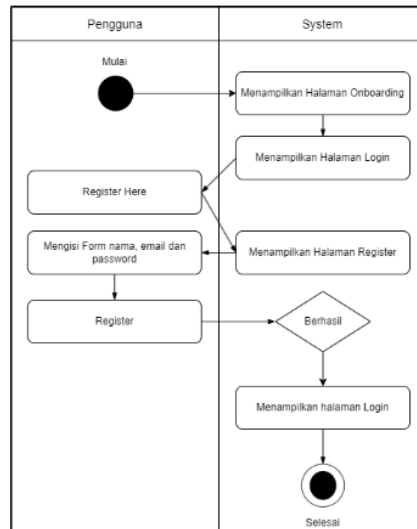 Pengguna
System
Mulai
Menampilkan Halaman Onboarding
Menampilkan Halaman Login
Register Here
Mengisi Form nama, email dan
password
Menampilkan Halaman Register
Register
Berhasil
Menampilkan halaman Login
Selesai